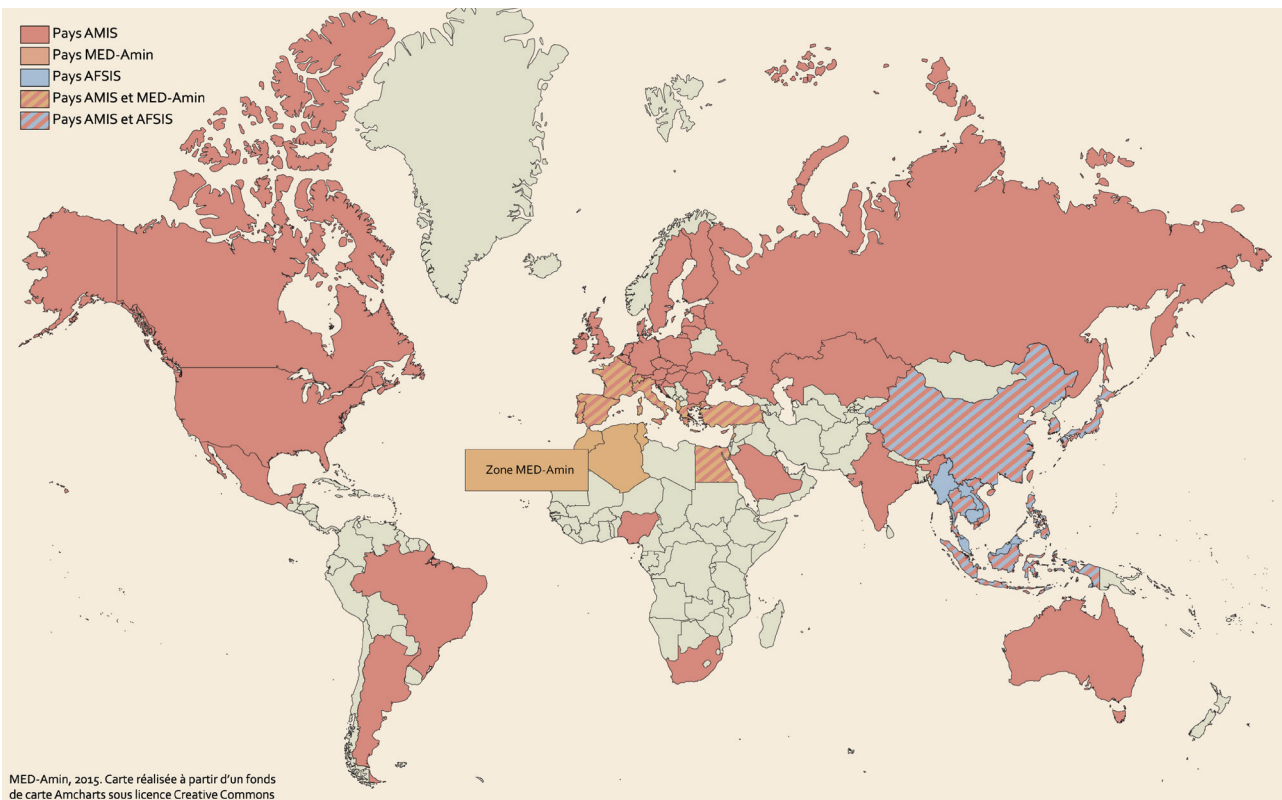 Pays AMIS
Pays MED-Amin
Pays AFSIS
Pays AMIS et MED-Amin
Pays AMIS et AFSIS
Zone MED-Amin
MED-Amin, 2015. Carte réalisée à partir d'un fonds
de carte Amcharts sous licence Creative Commons